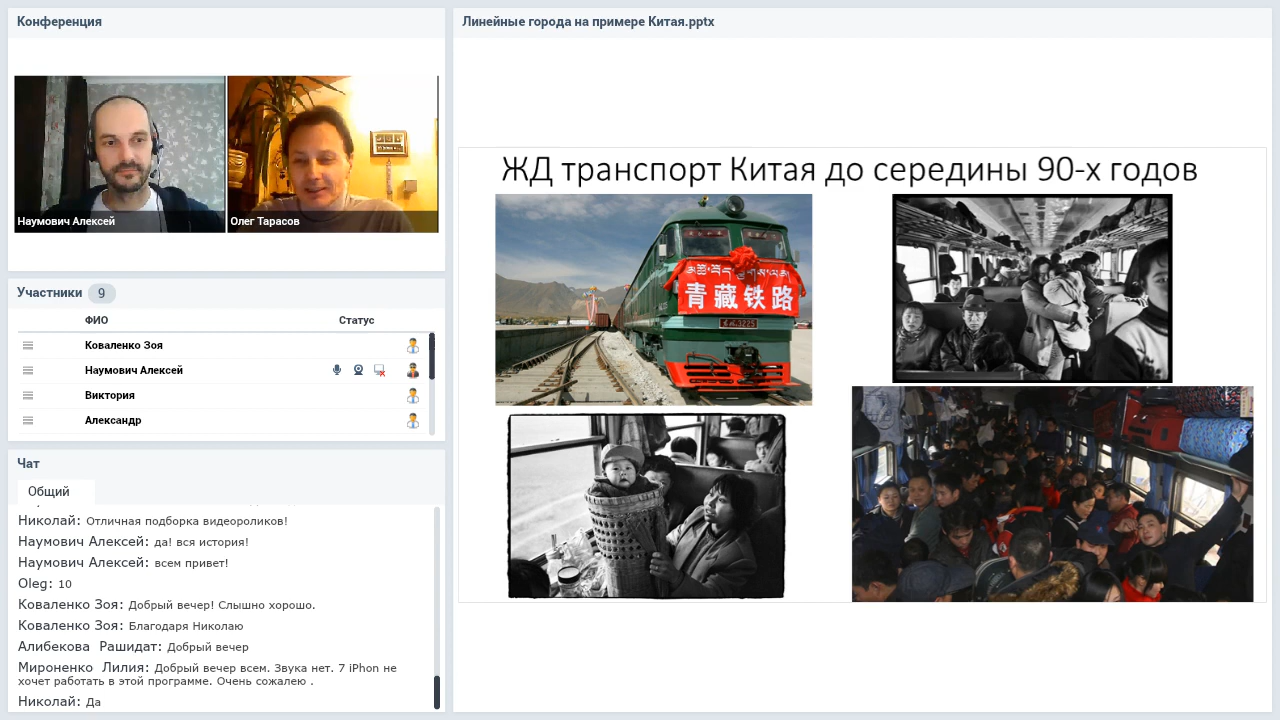 Конференция
Наумович Алексей
Олег Тарасов
Участники 9
ФИО Статус
Коваленко Зоя
Наумович Алексей
Виктория
Александр
Чат
Общий
Николай: Отличная подборка видеороликов!
Наумович Алексей: да! вся история!
Наумович Алексей: всем привет!
Oleg: 10
Коваленко Зоя: Добрый вечер! Слышно хорошо.
Коваленко Зоя: Благодаря Николаю
Алибекова Рашидат: Добрый вечер
Мироненко Лилия: Добрый вечер всем. Звука нет. 7 iPhon не
хочет работать в этой программе. Очень сожалею .
Николай: Да
Линейные города на примере Китая.pptx
ЖД транспорт Китая до середины 90-х годов
青藏铁路